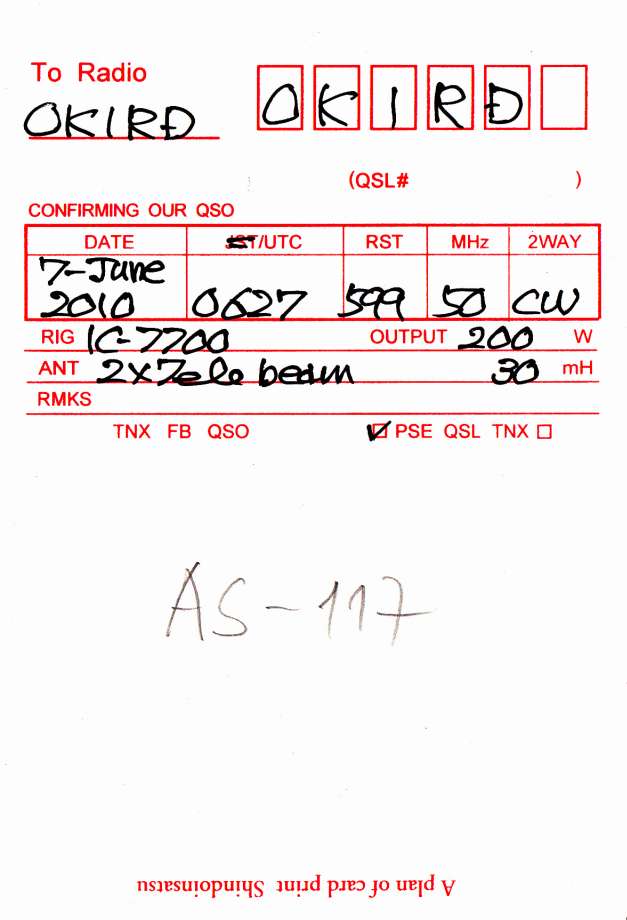 To Radio
OK1RD
OK1RD
(QSL# )
CONFIRMING OUR QSO
DATE JST/UTC RST MHz 2WAY
7-June
2010 0627 599 50 CW
RIG IC-7700 OUTPUT 200 W
ANT 2x7ele beam 30 mH
RMKS
TNX FB QSO ☑ PSE QSL TNX ☐
AS-117
A plan of card print Shindoinsatsu